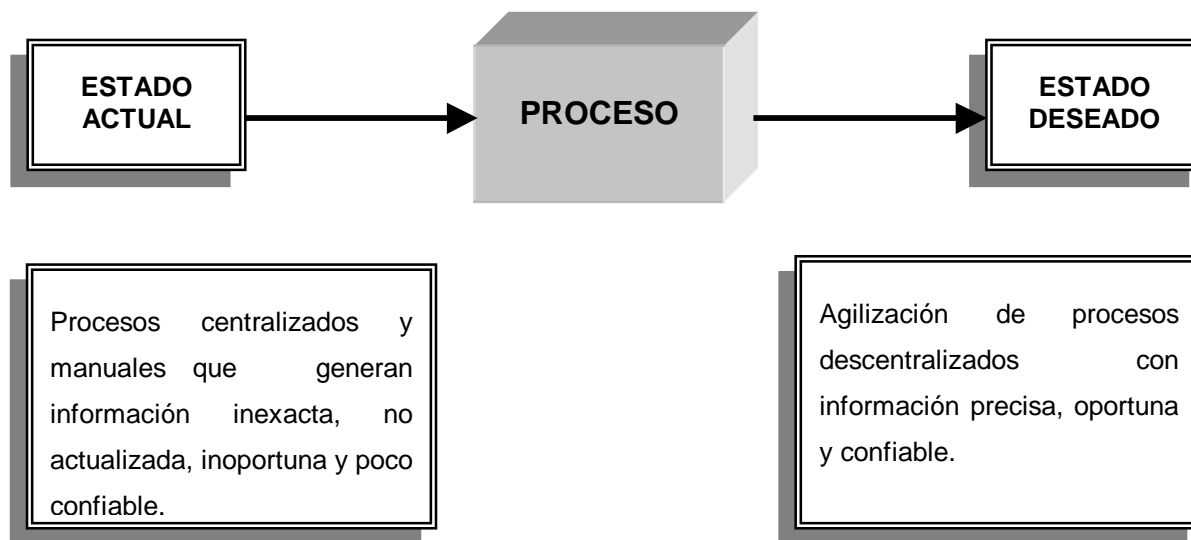 ESTADO
ACTUAL
PROCESO
ESTADO
DESEADO
Procesos centralizados y
manuales que generan
información inexacta, no
actualizada, inoportuna y poco
confiable.
Agilización de procesos
descentralizados con
información precisa, oportuna
y confiable.